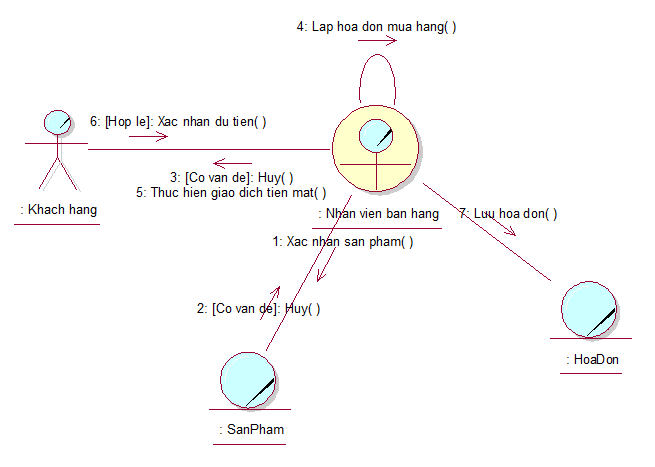 4: Lap hoa don mua hang( )
6: [Hop le]: Xac nhan du tien( )
3: [Co van de]: Huy( )
5: Thuc hien giao dich tien mat( )
: Khach hang
: Nhan vien ban hang
7: Luu hoa don( )
1: Xac nhan san pham( )
2: [Co van de]: Huy( )
: HoaDon
: SanPham